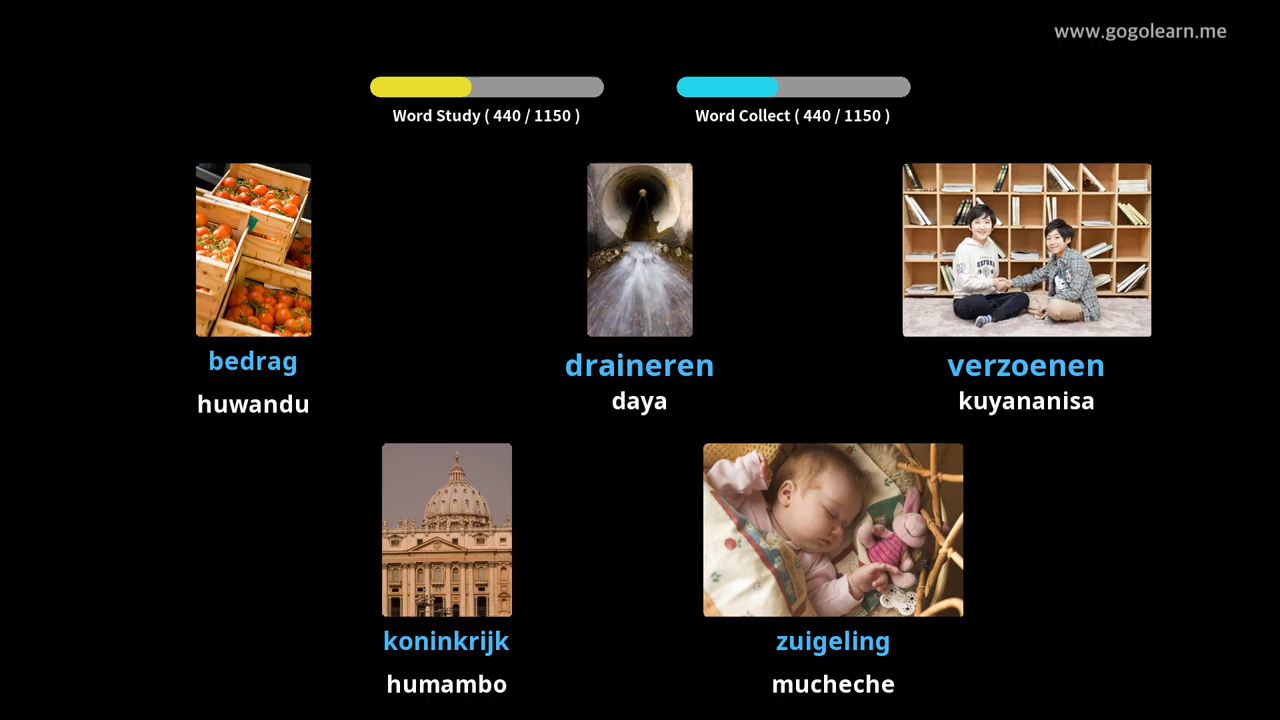 www.gogolearn.me
Word Study ( 440 / 1150 )
Word Collect ( 440 / 1150 )
bedrag
huwandu
draineren
daya
verzoenen
kuyananisa
koninkrijk
humambo
zuigeling
mucheche